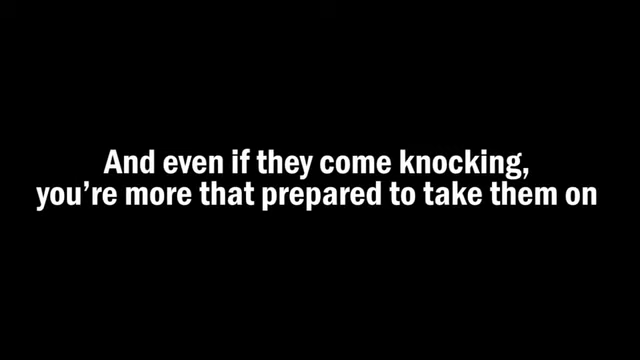 And even if they come knocking,
you’re more that prepared to take them on